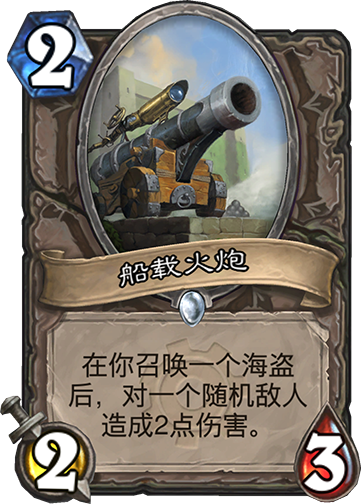 2
船载火炮
在你召唤一个海盗
后，对一个随机敌人
造成2点伤害。
2
3